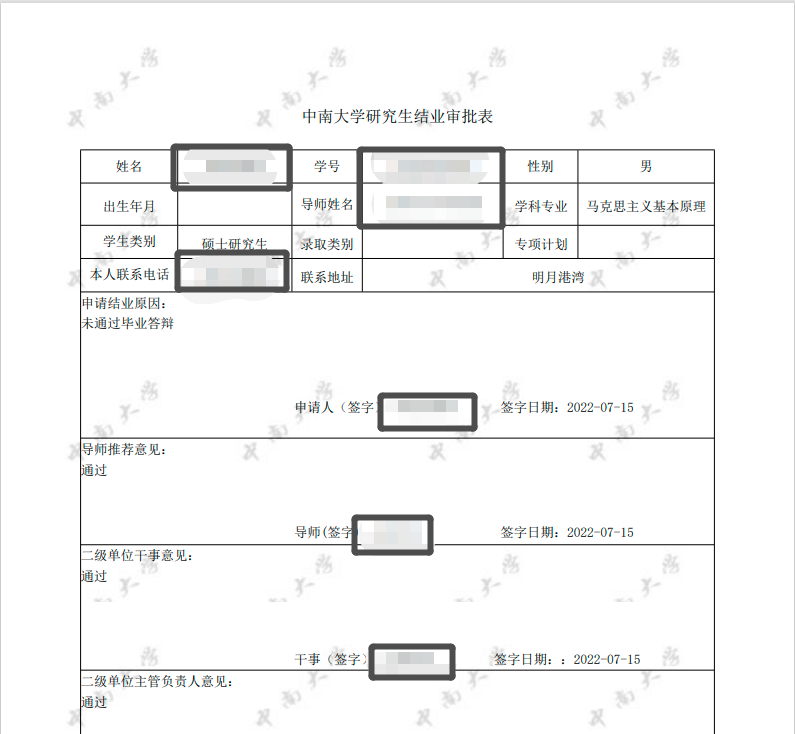 中南大学研究生结业审批表
姓名 学号 性别 男
出生年月 导师姓名 学科专业 马克思主义基本原理
学生类别 硕士研究生 录取类别 专项计划
本人联系电话 联系地址 明月港湾
申请结业原因:
未通过毕业答辩
申请人（签字 签字日期: 2022-07-15
导师推荐意见:
通过
导师(签字) 签字日期: 2022-07-15
二级单位干事意见:
通过
干事（签字） 签字日期: : 2022-07-15
二级单位主管负责人意见:
通过